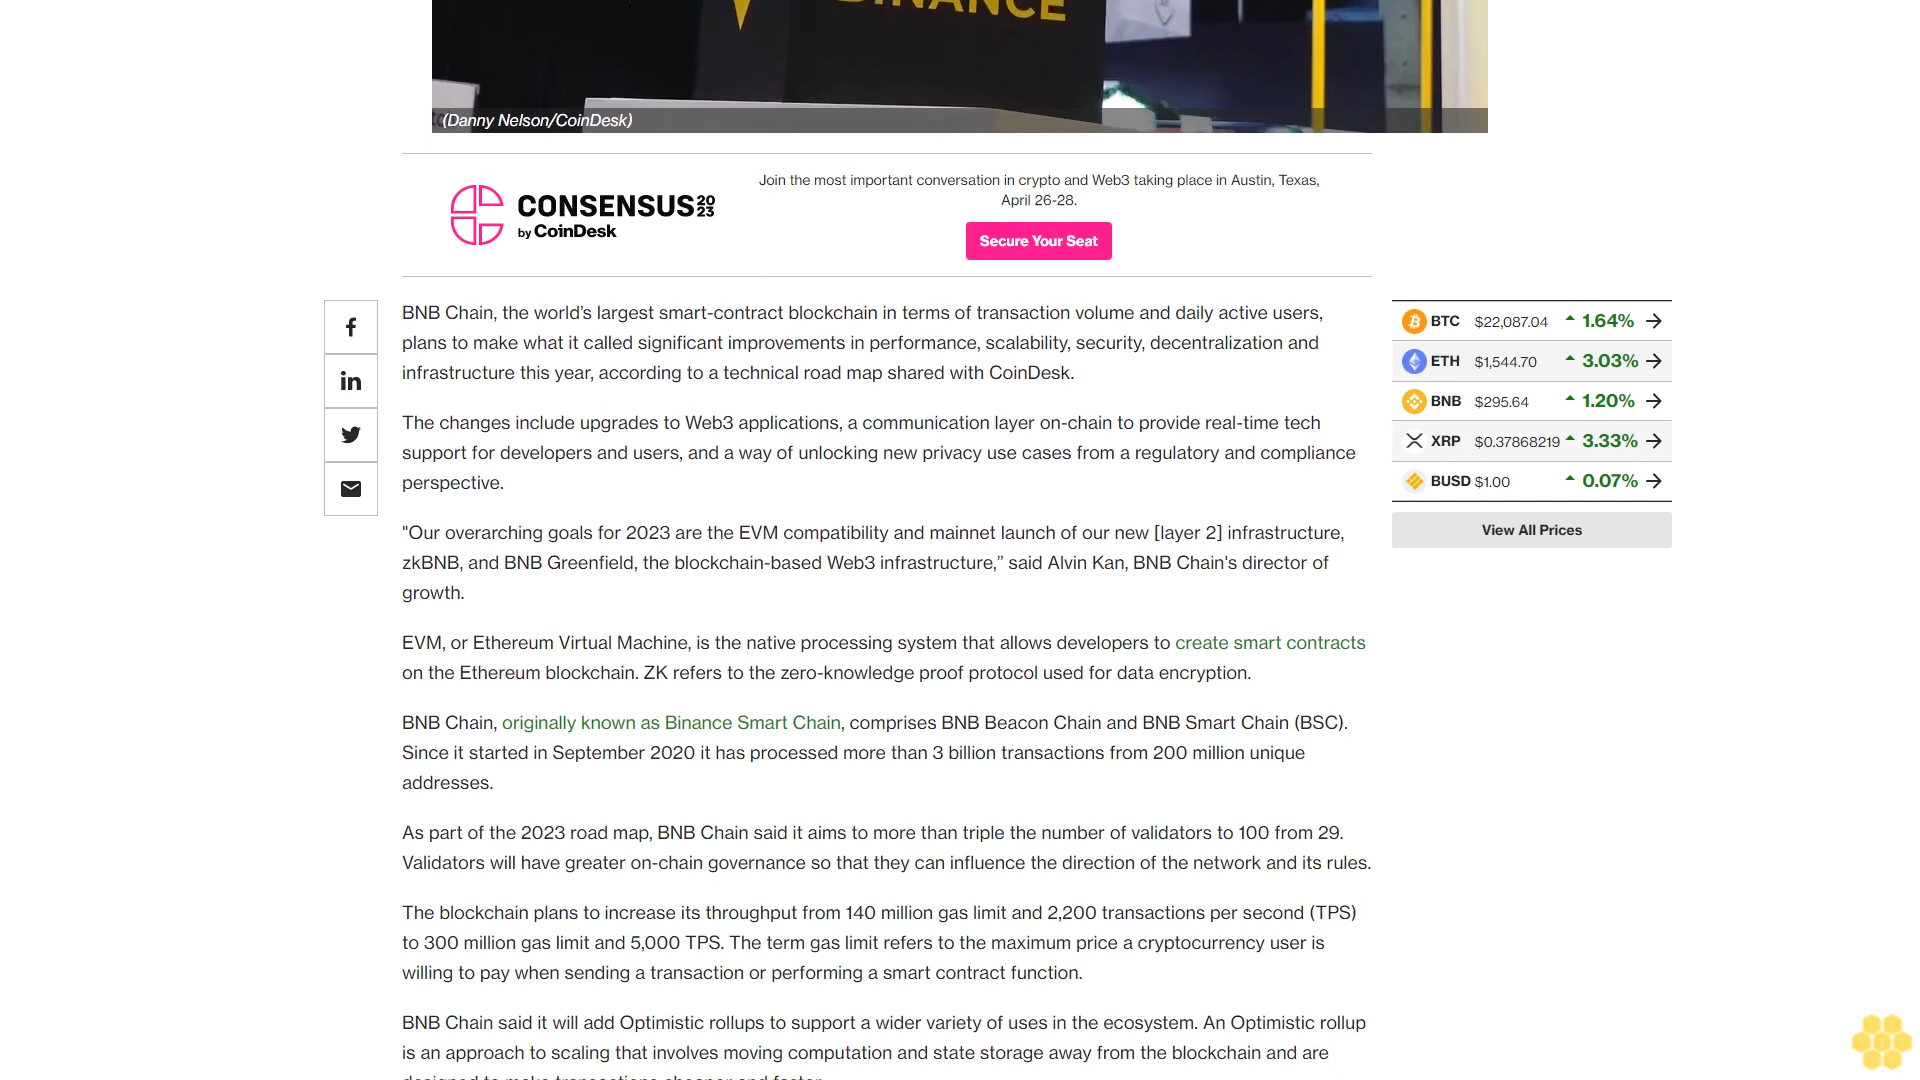 BINANCE
(Danny Nelson/CoinDesk)
CONSENSUS 2023
by CoinDesk
Join the most important conversation in crypto and Web3 taking place in Austin, Texas,
April 26-28.
Secure Your Seat
BNB Chain, the world’s largest smart-contract blockchain in terms of transaction volume and daily active users,
plans to make what it called significant improvements in performance, scalability, security, decentralization and
infrastructure this year, according to a technical road map shared with CoinDesk.
The changes include upgrades to Web3 applications, a communication layer on-chain to provide real-time tech
support for developers and users, and a way of unlocking new privacy use cases from a regulatory and compliance
perspective.
"Our overarching goals for 2023 are the EVM compatibility and mainnet launch of our new [layer 2] infrastructure,
zkBNB, and BNB Greenfield, the blockchain-based Web3 infrastructure,” said Alvin Kan, BNB Chain's director of
growth.
EVM, or Ethereum Virtual Machine, is the native processing system that allows developers to create smart contracts
on the Ethereum blockchain. ZK refers to the zero-knowledge proof protocol used for data encryption.
BNB Chain, originally known as Binance Smart Chain, comprises BNB Beacon Chain and BNB Smart Chain (BSC).
Since it started in September 2020 it has processed more than 3 billion transactions from 200 million unique
addresses.
As part of the 2023 road map, BNB Chain said it aims to more than triple the number of validators to 100 from 29.
Validators will have greater on-chain governance so that they can influence the direction of the network and its rules.
The blockchain plans to increase its throughput from 140 million gas limit and 2,200 transactions per second (TPS)
to 300 million gas limit and 5,000 TPS. The term gas limit refers to the maximum price a cryptocurrency user is
willing to pay when sending a transaction or performing a smart contract function.
BNB Chain said it will add Optimistic rollups to support a wider variety of uses in the ecosystem. An Optimistic rollup
is an approach to scaling that involves moving computation and state storage away from the blockchain and are
designed to make transactions cheaper and faster.
BTC $22,087.04 1.64%
ETH $1,544.70 3.03%
BNB $295.64 1.20%
XRP $0.37868219 3.33%
BUSD $1.00 0.07%
View All Prices